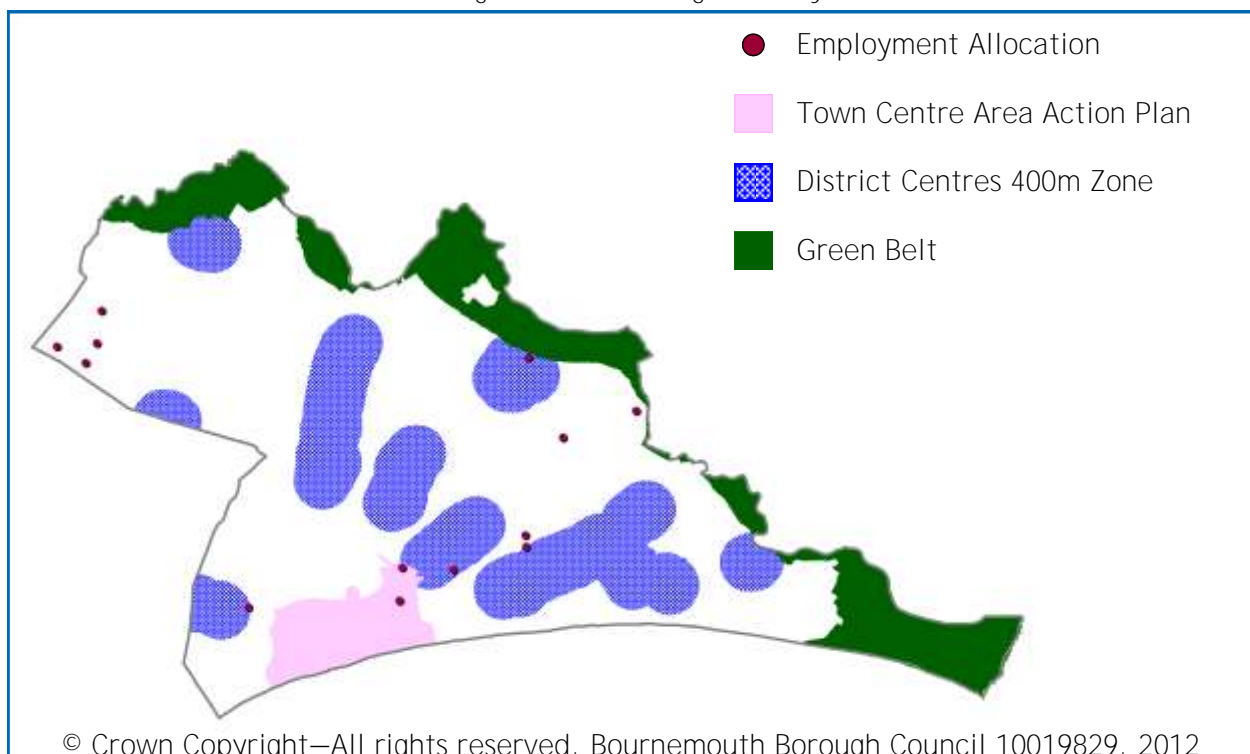 Employment Allocation
Town Centre Area Action Plan
District Centres 400m Zone
Green Belt
© Crown Copyright—All rights reserved. Bournemouth Borough Council 10019829, 2012